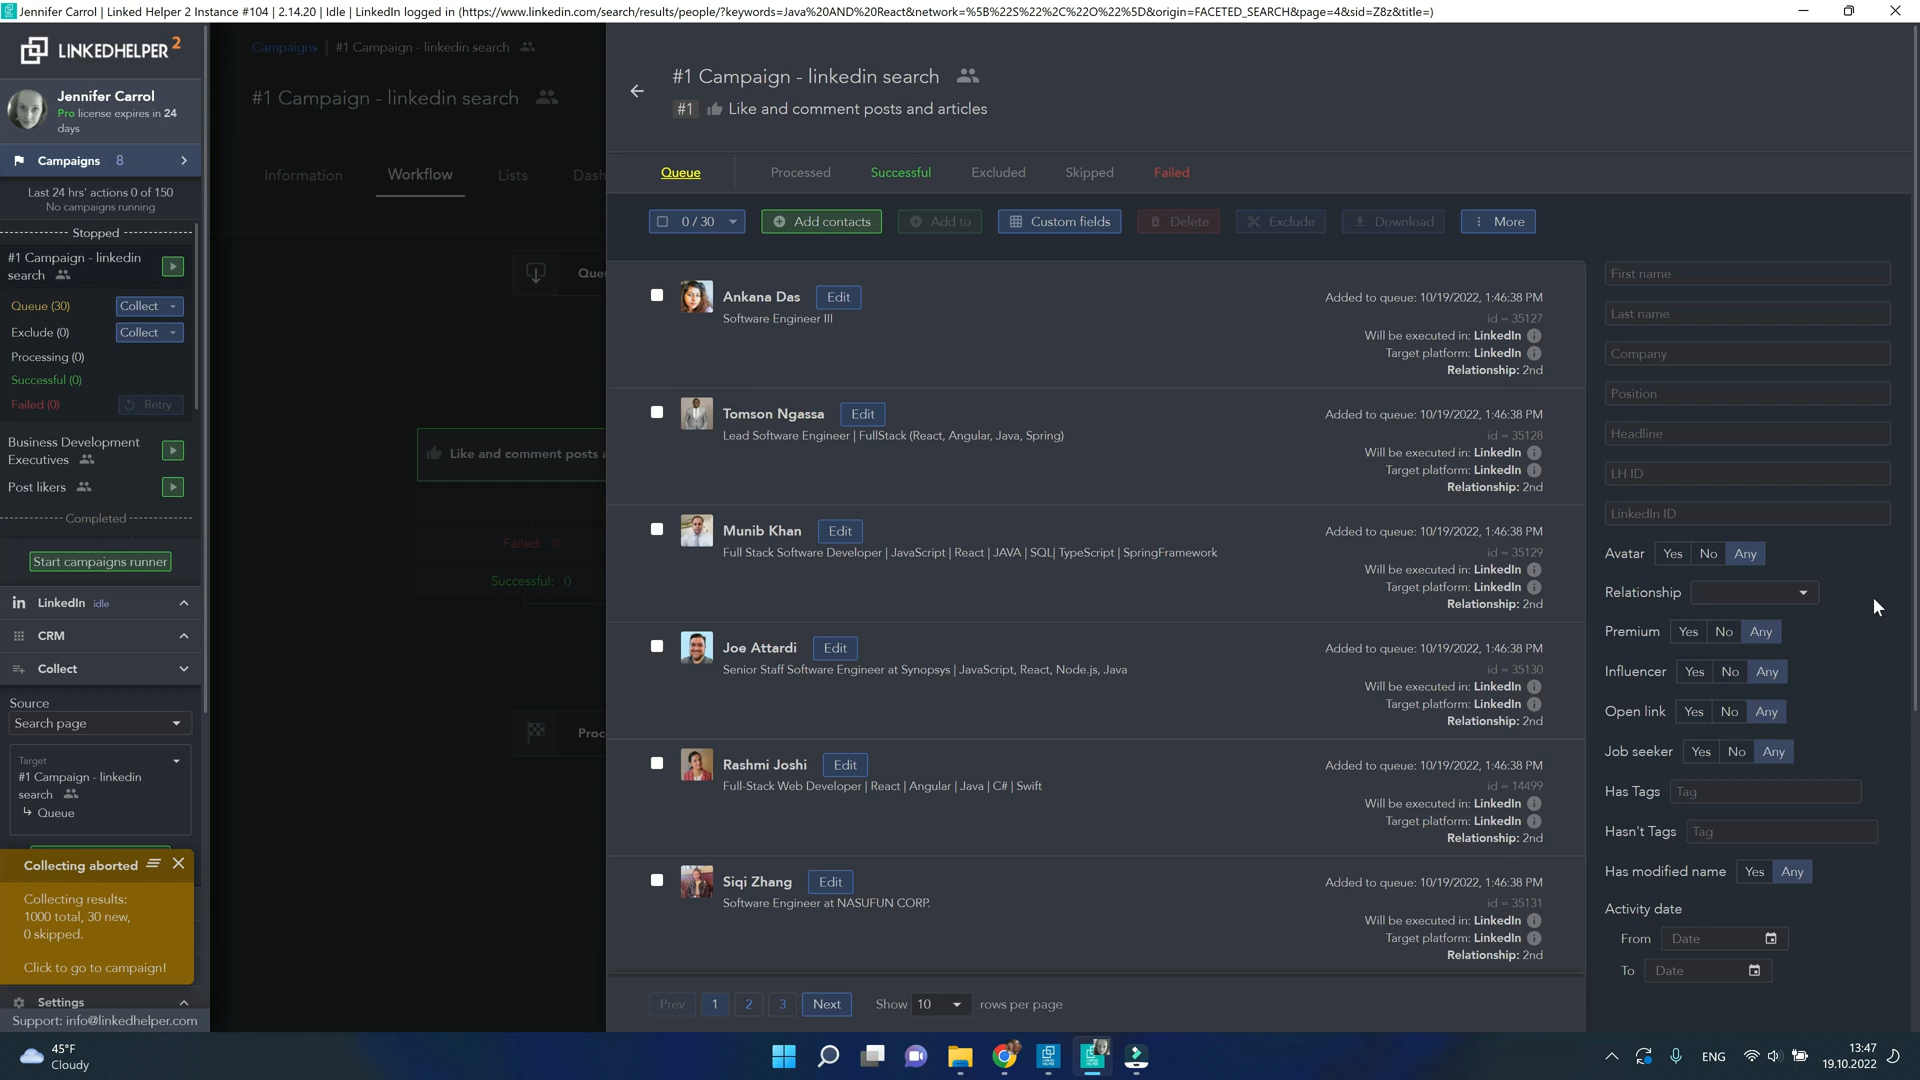 Jennifer Carrol | Linked Helper 2 Instance #104 | 2.14.20 | Idle | LinkedIn logged in (https://www.linkedin.com/search/results/people/?keywords=Java%20AND%20React&network=%5B%22S%22%2C%22O%22%5D&origin=FACETED_SEARCH&page=4&sid=Z8z&title=)
LINKEDHELPER 2
Jennifer Carrol
Pro license expires in 24
days
Campaigns 8
Last 24 hrs' actions 0 of 150
No campaigns running
Stopped
#1 Campaign - linkedin
search
Queue (30) Collect
Exclude (0) Collect
Processing (0)
Successful (0)
Failed (0) Retry
Business Development
Executives
Post likers
Completed
Start campaigns runner
LinkedIn idle
CRM
Collect
Source
Search page
Target
#1 Campaign - linkedin
search
Queue
Collecting aborted
Collecting results:
1000 total, 30 new,
0 skipped.
Click to go to campaign!
Settings
Support: info@linkedhelper.com
Campaigns | #1 Campaign - linkedin search
#1 Campaign - linkedin search
Information Workflow Lists Dash
Que
Like and comment posts a
Failed: 0
Successful: 0
Proc
#1 Campaign - linkedin search
#1 Like and comment posts and articles
Queue Processed Successful Excluded Skipped Failed
0 / 30 Add contacts Add to Custom fields Delete Exclude Download More
Ankana Das Edit Added to queue: 10/19/2022, 1:46:38 PM
Software Engineer III id = 35127
Will be executed in: LinkedIn
Target platform: LinkedIn
Relationship: 2nd
Tomson Ngassa Edit Added to queue: 10/19/2022, 1:46:38 PM
Lead Software Engineer | FullStack (React, Angular, Java, Spring) id = 35128
Will be executed in: LinkedIn
Target platform: LinkedIn
Relationship: 2nd
Munib Khan Edit Added to queue: 10/19/2022, 1:46:38 PM
Full Stack Software Developer | JavaScript | React | JAVA | SQL| TypeScript | SpringFramework id = 35129
Will be executed in: LinkedIn
Target platform: LinkedIn
Relationship: 2nd
Joe Attardi Edit Added to queue: 10/19/2022, 1:46:38 PM
Senior Staff Software Engineer at Synopsys | JavaScript, React, Node.js, Java id = 35130
Will be executed in: LinkedIn
Target platform: LinkedIn
Relationship: 2nd
Rashmi Joshi Edit Added to queue: 10/19/2022, 1:46:38 PM
Full-Stack Web Developer | React | Angular | Java | C# | Swift id = 14499
Will be executed in: LinkedIn
Target platform: LinkedIn
Relationship: 2nd
Siqi Zhang Edit Added to queue: 10/19/2022, 1:46:38 PM
Software Engineer at NASUFUN CORP. id = 35131
Will be executed in: LinkedIn
Target platform: LinkedIn
Relationship: 2nd
Prev 1 2 3 Next Show 10 rows per page
First name
Last name
Company
Position
Headline
LH ID
LinkedIn ID
Avatar Yes No Any
Relationship
Premium Yes No Any
Influencer Yes No Any
Open link Yes No Any
Job seeker Yes No Any
Has Tags Tag
Hasn't Tags Tag
Has modified name Yes Any
Activity date
From Date
To Date
45°F
Cloudy
ENG
13:47
19.10.2022